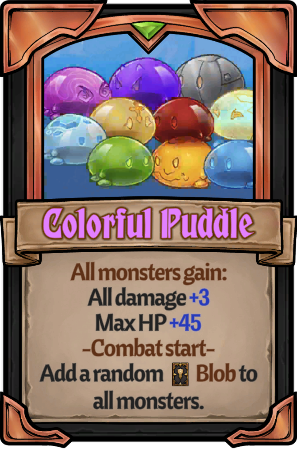 Colorful Puddle
All monsters gain:
All damage +3
Max HP +45
-Combat start-
Add a random Blob to
all monsters.